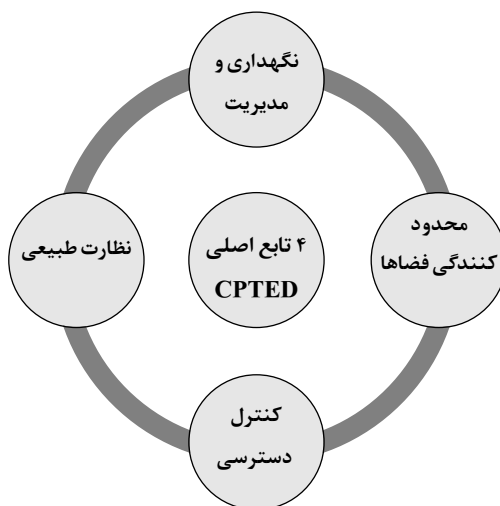 نگهداری و
مدیریت
محدود
کنندگی فضاها
۴ تابع اصلی
CPTED
نظارت طبیعی
کنترل
دسترسی